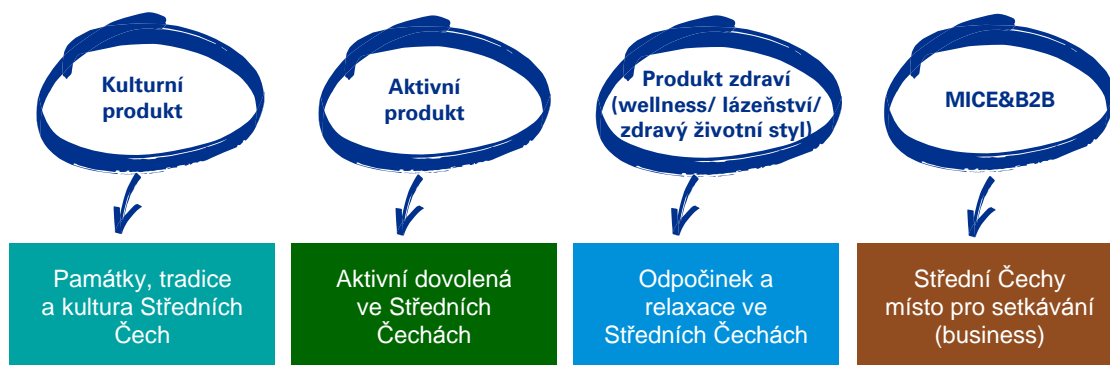 Kulturní
produkt
Aktivní
produkt
Produkt zdraví
(wellness/ lázeňství/
zdravý životní styl)
MICE&B2B
Památky, tradice
a kultura Středních
Čech
Aktivní dovolená
ve Středních
Čechách
Odpočinek a
relaxace ve
Středních Čechách
Střední Čechy
místo pro setkávání
(business)